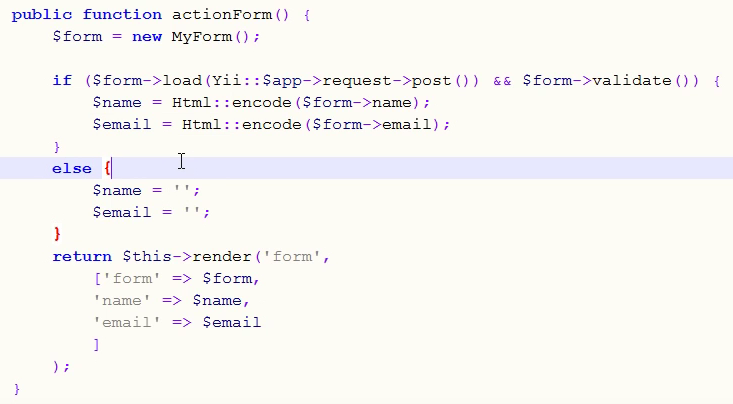 public function actionForm() {
    $form = new MyForm();

    if ($form->load(Yii::$app->request->post()) && $form->validate()) {
        $name = Html::encode($form->name);
        $email = Html::encode($form->email);
    }
    else {
        $name = '';
        $email = '';
    }
    return $this->render('form',
        ['form' => $form,
        'name' => $name,
        'email' => $email
        ]
    );
}